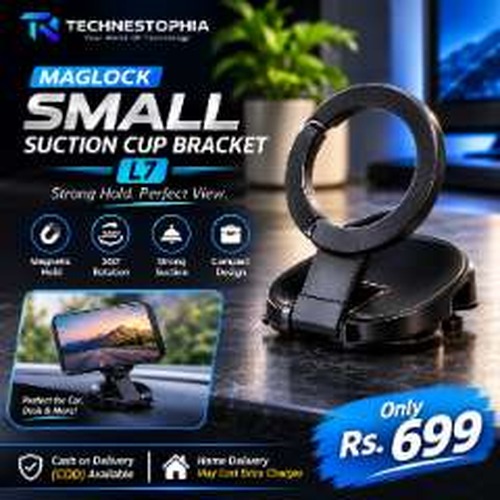 TECHNESTOPHIA
Your World Of Technology
MAGLOCK
SMALL
SUCTION CUP BRACKET
L7
Strong Hold. Perfect View.
Magnetic Hold
360° Rotation
Strong Suction
Compact Design
Perfect for Car,
Desk & More!
Only
Rs. 699
Cash on Delivery
(COD) Available
Home Delivery
May Cost Extra Charges